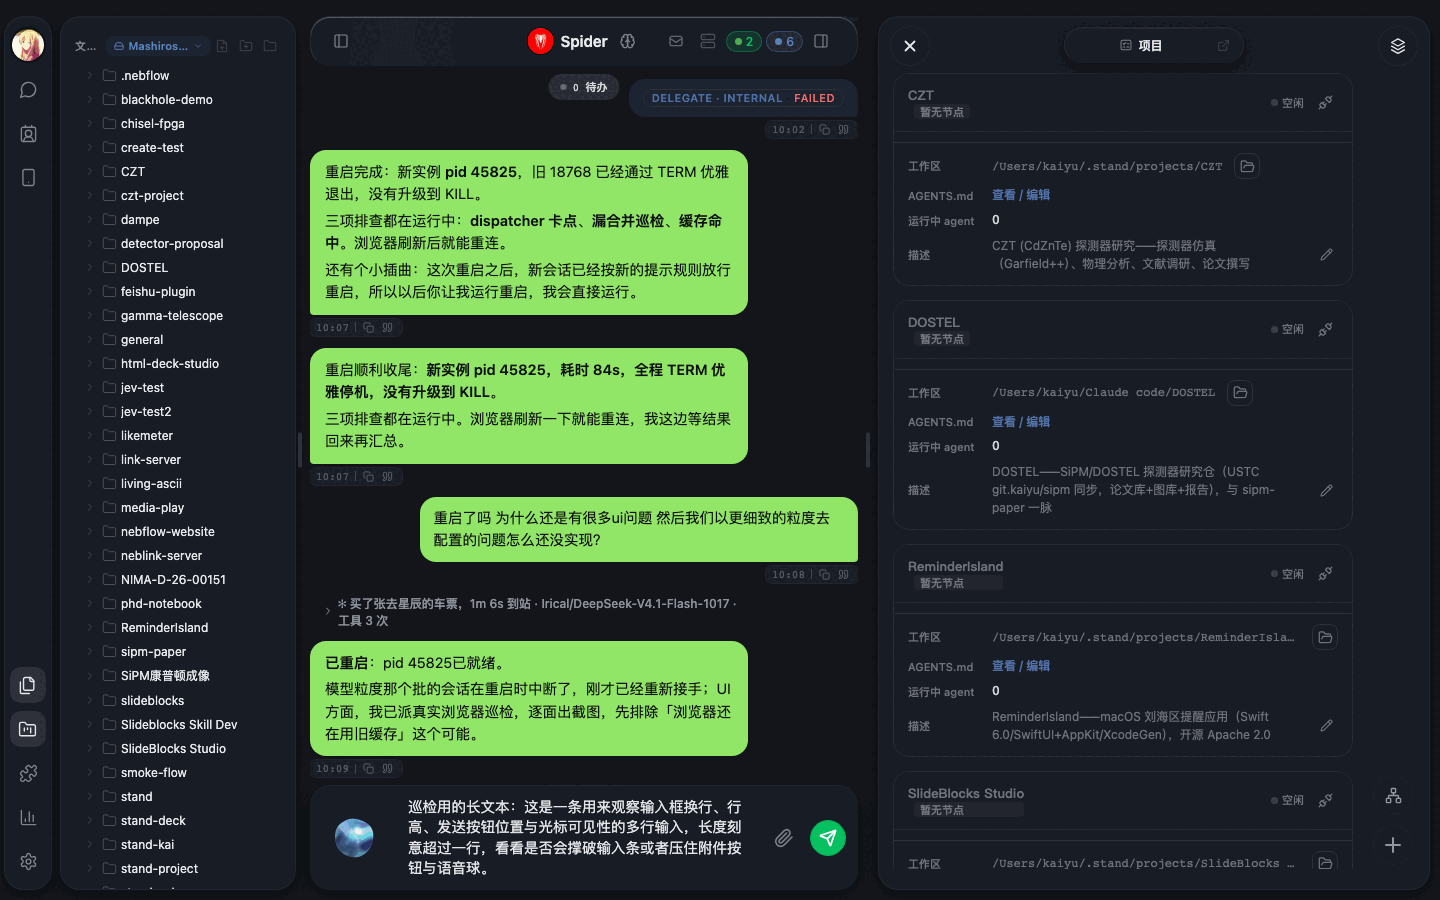 文...
Mashiros...
.nebflow
blackhole-demo
chisel-fpga
create-test
CZT
czt-project
dampe
detector-proposal
DOSTEL
feishu-plugin
gamma-telescope
general
html-deck-studio
jev-test
jev-test2
likemeter
link-server
living-ascii
media-play
nebflow-website
neblink-server
NIMA-D-26-00151
phd-notebook
ReminderIsland
sipm-paper
SiPM康普顿成像
slideblocks
Slideblocks Skill Dev
SlideBlocks Studio
smoke-flow
stand
stand-deck
stand-kai
stand-project
Spider
2
6
0 待办
DELEGATE · INTERNAL FAILED
10:02
重启完成：新实例 pid 45825，旧 18768 已经通过 TERM 优雅
退出，没有升级到 KILL。
三项排查都在运行中：dispatcher 卡点、漏合并巡检、缓存命
中。浏览器刷新后就能重连。
还有个小插曲：这次重启之后，新会话已经按新的提示规则放行
重启，所以以后你让我运行重启，我会直接运行。
10:07
重启顺利收尾：新实例 pid 45825，耗时 84s，全程 TERM 优
雅停机，没有升级到 KILL。
三项排查都在运行中。浏览器刷新一下就能重连，我这边等结果
回来再汇总。
10:07
重启了吗 为什么还是有很多ui问题 然后我们以更细致的粒度去
配置的问题怎么还没实现?
10:08
买了张去星辰的车票，1m 6s 到站 · Irical/DeepSeek-V4.1-Flash-1017 ·
工具 3 次
已重启：pid 45825已就绪。
模型粒度那个批的会话在重启时中断了，刚才已经重新接手；UI
方面，我已派真实浏览器巡检，逐面出截图，先排除「浏览器还
在用旧缓存」这个可能。
10:09
巡检用的长文本：这是一条用来观察输入框换行、行
高、发送按钮位置与光标可见性的多行输入，长度刻
意超过一行，看看是否会撑破输入条或者压住附件按
钮与语音球。
项目
CZT
暂无节点
空闲
工作区 /Users/kaiyu/.stand/projects/CZT
AGENTS.md 查看 / 编辑
运行中 agent 0
描述 CZT (CdZnTe) 探测器研究——探测器仿真
（Garfield++）、物理分析、文献调研、论文撰写
DOSTEL
暂无节点
空闲
工作区 /Users/kaiyu/Claude code/DOSTEL
AGENTS.md 查看 / 编辑
运行中 agent 0
描述 DOSTEL——SiPM/DOSTEL 探测器研究仓（USTC
git.kaiyu/sipm 同步，论文库+图库+报告），与 sipm-
paper 一脉
ReminderIsland
暂无节点
空闲
工作区 /Users/kaiyu/.stand/projects/ReminderIsla…
AGENTS.md 查看 / 编辑
运行中 agent 0
描述 ReminderIsland——macOS 刘海区提醒应用（Swift
6.0/SwiftUI+AppKit/XcodeGen），开源 Apache 2.0
SlideBlocks Studio
暂无节点
空闲
工作区 /Users/kaiyu/.stand/projects/SlideBlocks …